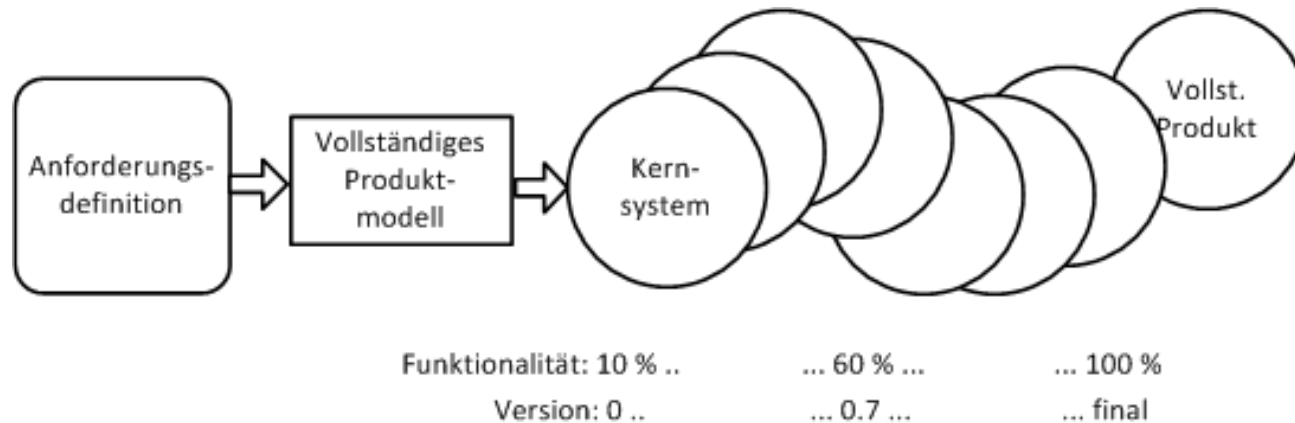 Anforderungs-
definition
Vollständiges
Produkt-
modell
Kern-
system
Vollst.
Produkt
Funktionalität: 10 % .. ... 60 % ... ... 100 %
Version: 0 .. ... 0.7 ... ... final